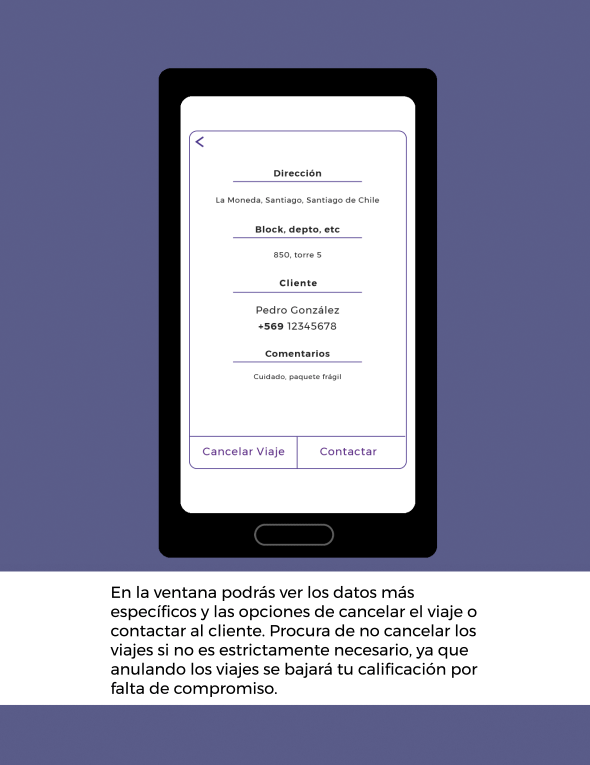 Dirección
La Moneda, Santiago, Santiago de Chile
Block, depto, etc
850, torre 5
Cliente
Pedro González
+569 12345678
Comentarios
Cuidado, paquete frágil
Cancelar Viaje
Contactar
En la ventana podrás ver los datos más
específicos y las opciones de cancelar el viaje o
contactar al cliente. Procura de no cancelar los
viajes si no es estrictamente necesario, ya que
anulando los viajes se bajará tu calificación por
falta de compromiso.